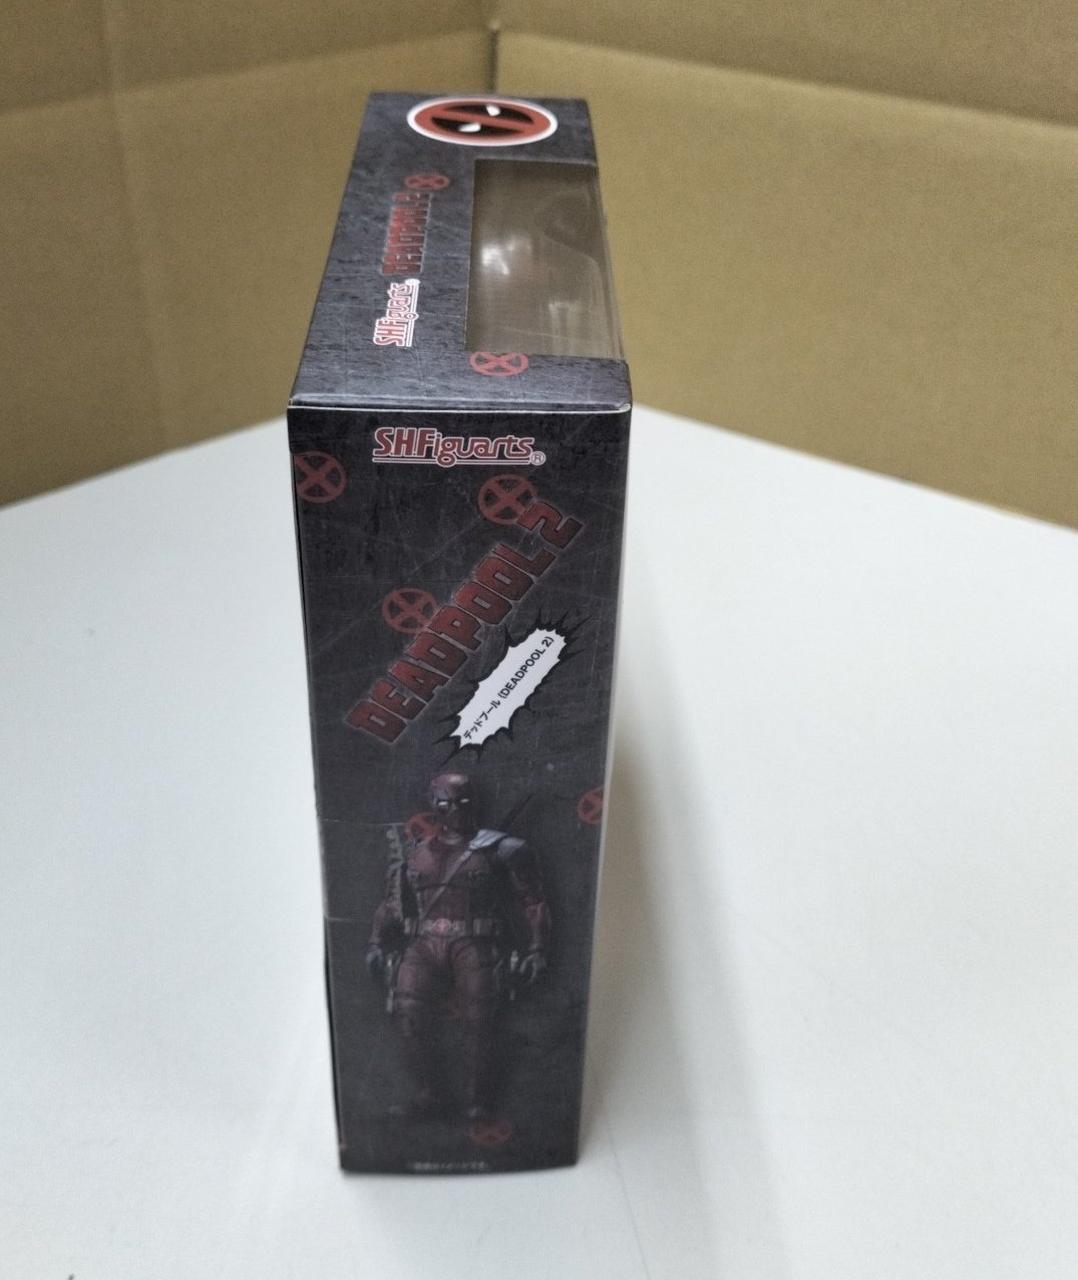 S.H.Figuarts
DEADPOOL 2
S.H.Figuarts®
DEADPOOL 2
デッドプール (DEADPOOL 2)